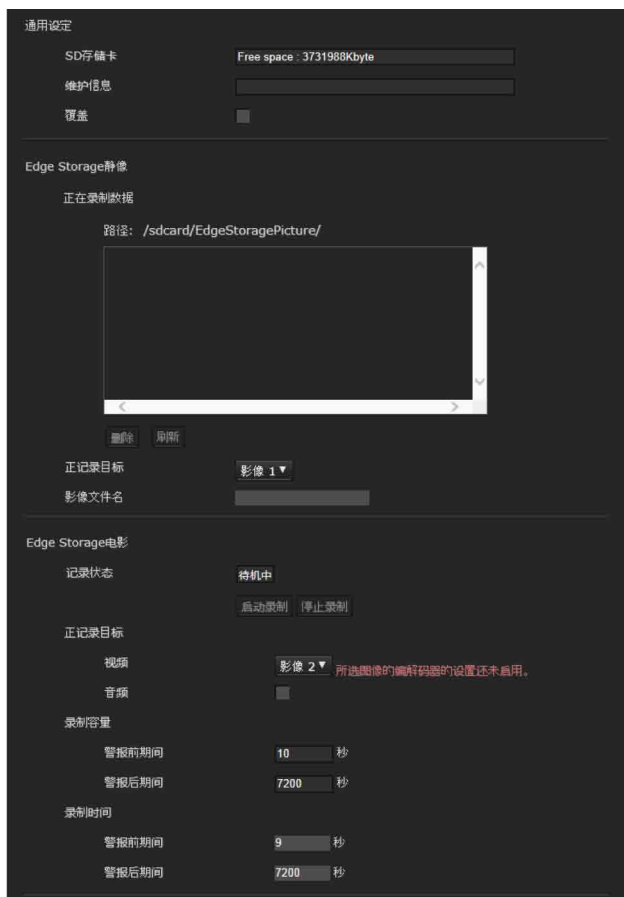 通用设定
SD存储卡 Free space : 3731988Kbyte
维护信息
覆盖
Edge Storage静像
正在录制数据
路径: /sdcard/EdgeStoragePicture/
删除 刷新
正记录目标 影像 1
影像文件名
Edge Storage电影
记录状态 待机中
启动录制 停止录制
正记录目标
视频 影像 2 所选图像的编解码器的设置还未启用。
音频
录制容量
警报前期间 10 秒
警报后期间 7200 秒
录制时间
警报前期间 9 秒
警报后期间 7200 秒